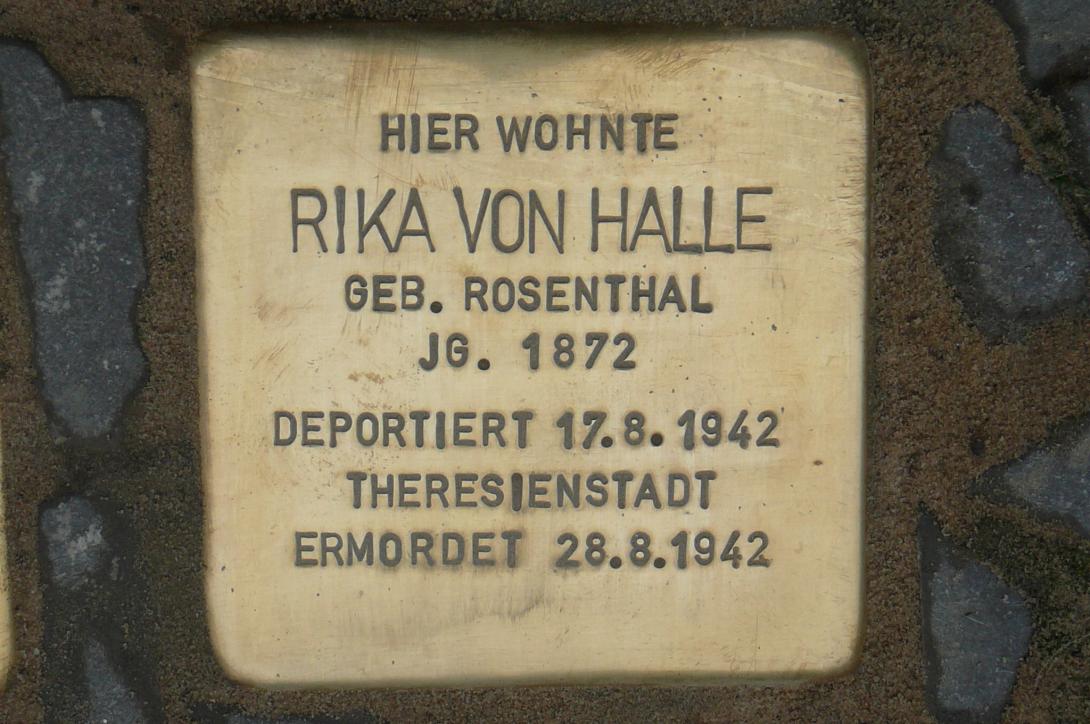 HIER WOHNTE
RIKA VON HALLE
GEB. ROSENTHAL
JG. 1872
DEPORTIERT 17.8.1942
THERESIENSTADT
ERMORDET 28.8.1942